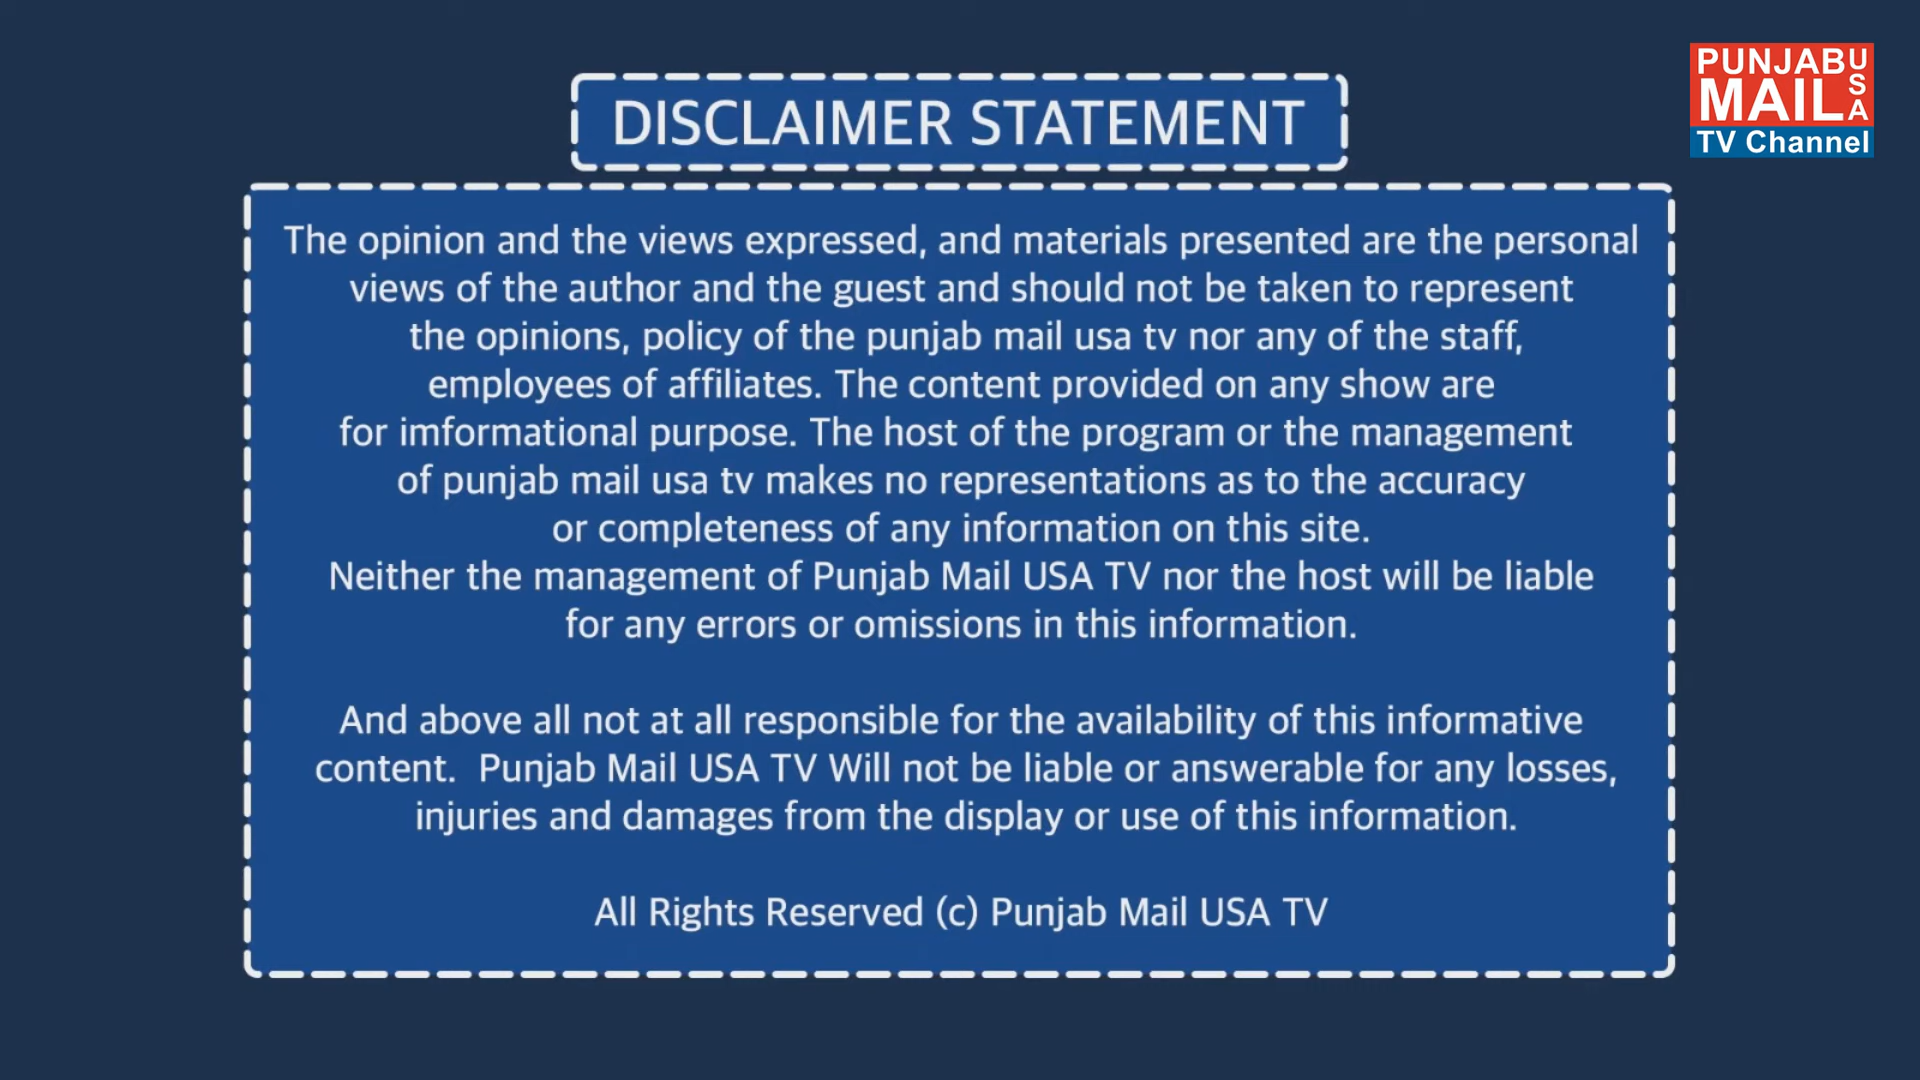 DISCLAIMER STATEMENT
PUNJAB USA
MAIL
TV Channel
The opinion and the views expressed, and materials presented are the personal
views of the author and the guest and should not be taken to represent
the opinions, policy of the punjab mail usa tv nor any of the staff,
employees of affiliates. The content provided on any show are
for imformational purpose. The host of the program or the management
of punjab mail usa tv makes no representations as to the accuracy
or completeness of any information on this site.
Neither the management of Punjab Mail USA TV nor the host will be liable
for any errors or omissions in this information.
And above all not at all responsible for the availability of this informative
content.  Punjab Mail USA TV Will not be liable or answerable for any losses,
injuries and damages from the display or use of this information.
All Rights Reserved (c) Punjab Mail USA TV